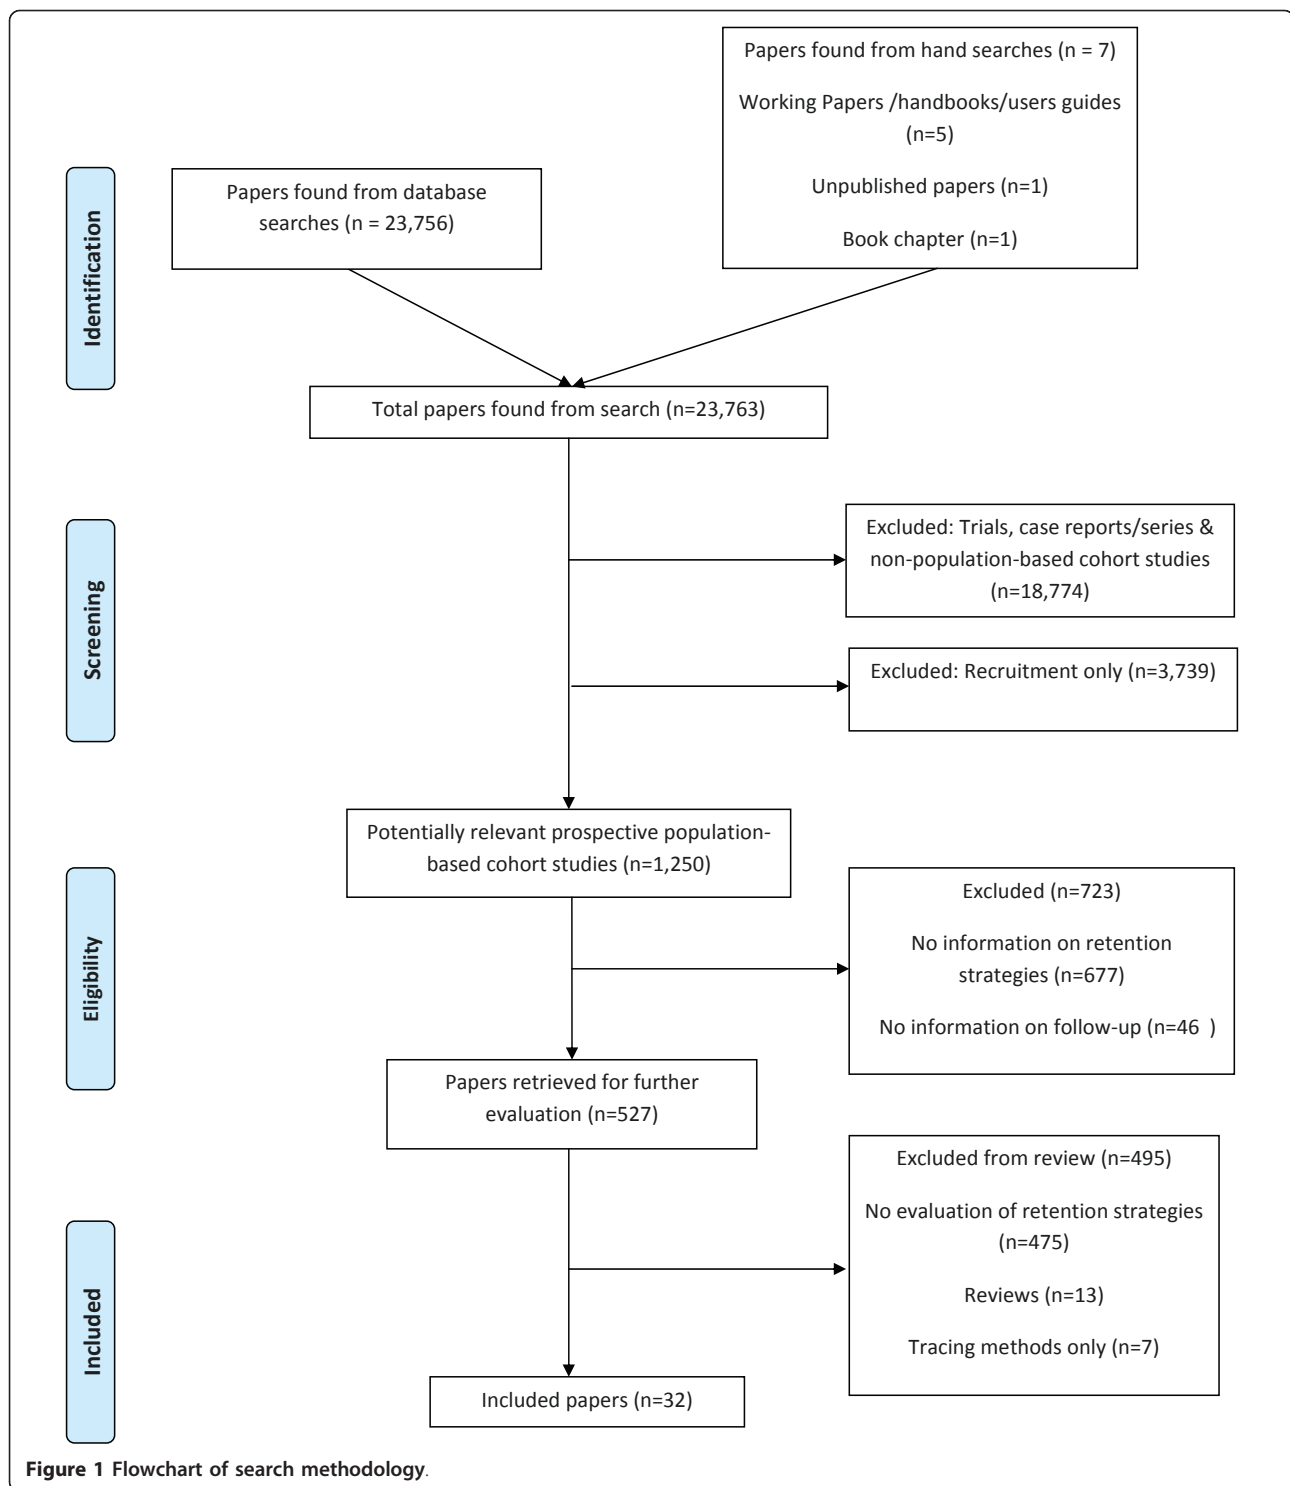 Papers found from hand searches (n = 7)
Working Papers /handbooks/users guides
(n=5)
Unpublished papers (n=1)
Book chapter (n=1)
Identification
Papers found from database
searches (n = 23,756)
Total papers found from search (n=23,763)
Screening
Excluded: Trials, case reports/series &
non-population-based cohort studies
(n=18,774)
Excluded: Recruitment only (n=3,739)
Potentially relevant prospective population-
based cohort studies (n=1,250)
Eligibility
Excluded (n=723)
No information on retention
strategies (n=677)
No information on follow-up (n=46 )
Papers retrieved for further
evaluation (n=527)
Included
Excluded from review (n=495)
No evaluation of retention strategies
(n=475)
Reviews (n=13)
Tracing methods only (n=7)
Included papers (n=32)
Figure 1 Flowchart of search methodology.